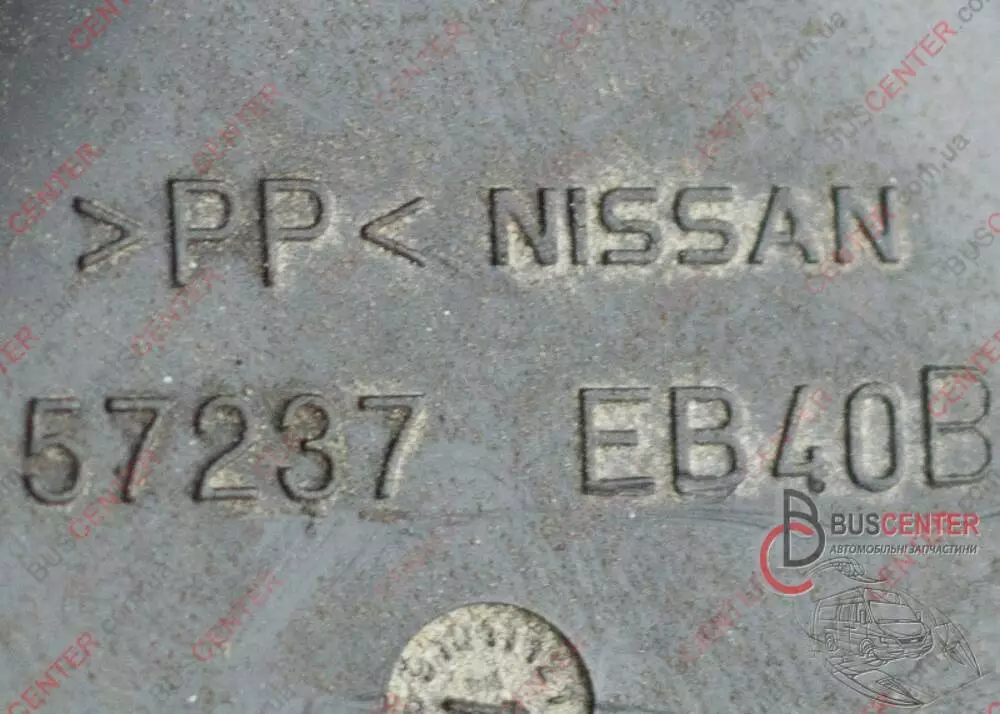 >PP< NISSAN
57237 EB40B
BUSCENTER
АВТОМОБІЛЬНІ ЗАПЧАСТИНИ